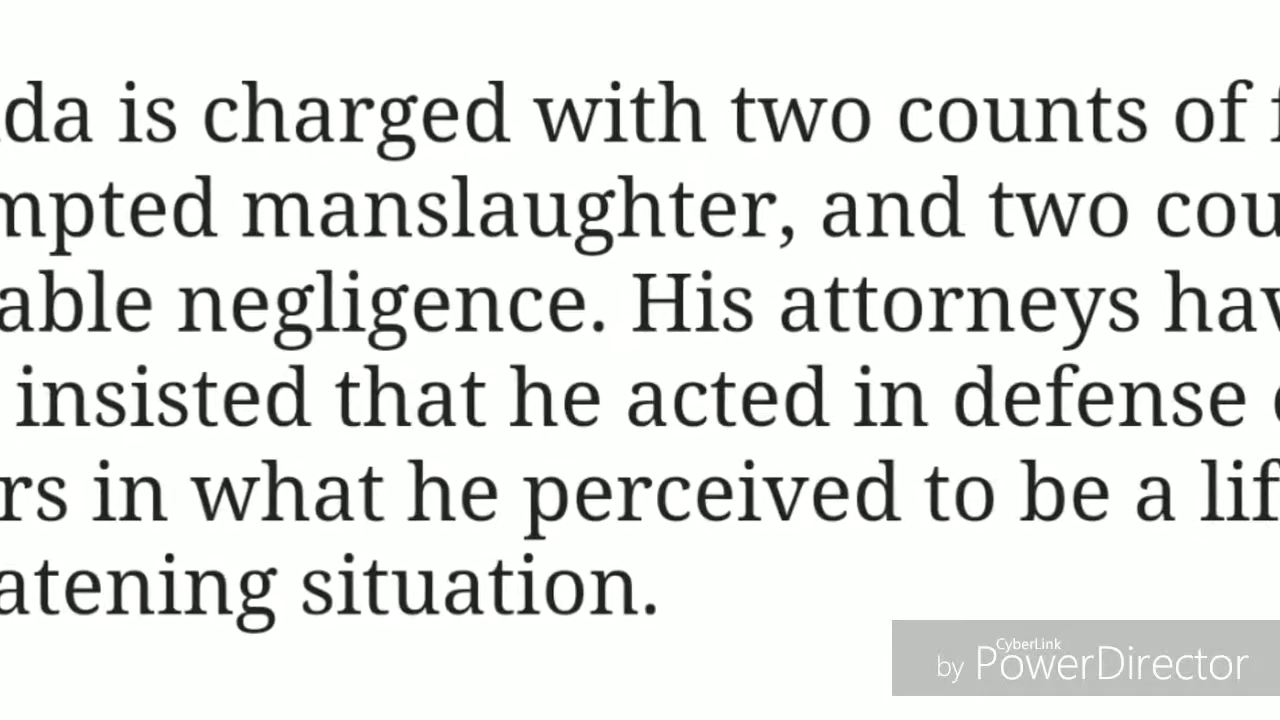 da is charged with two counts of f
mpted manslaughter, and two cou
able negligence. His attorneys hav
insisted that he acted in defense
rs in what he perceived to be a lif
atening situation.
CyberLink
by PowerDirector